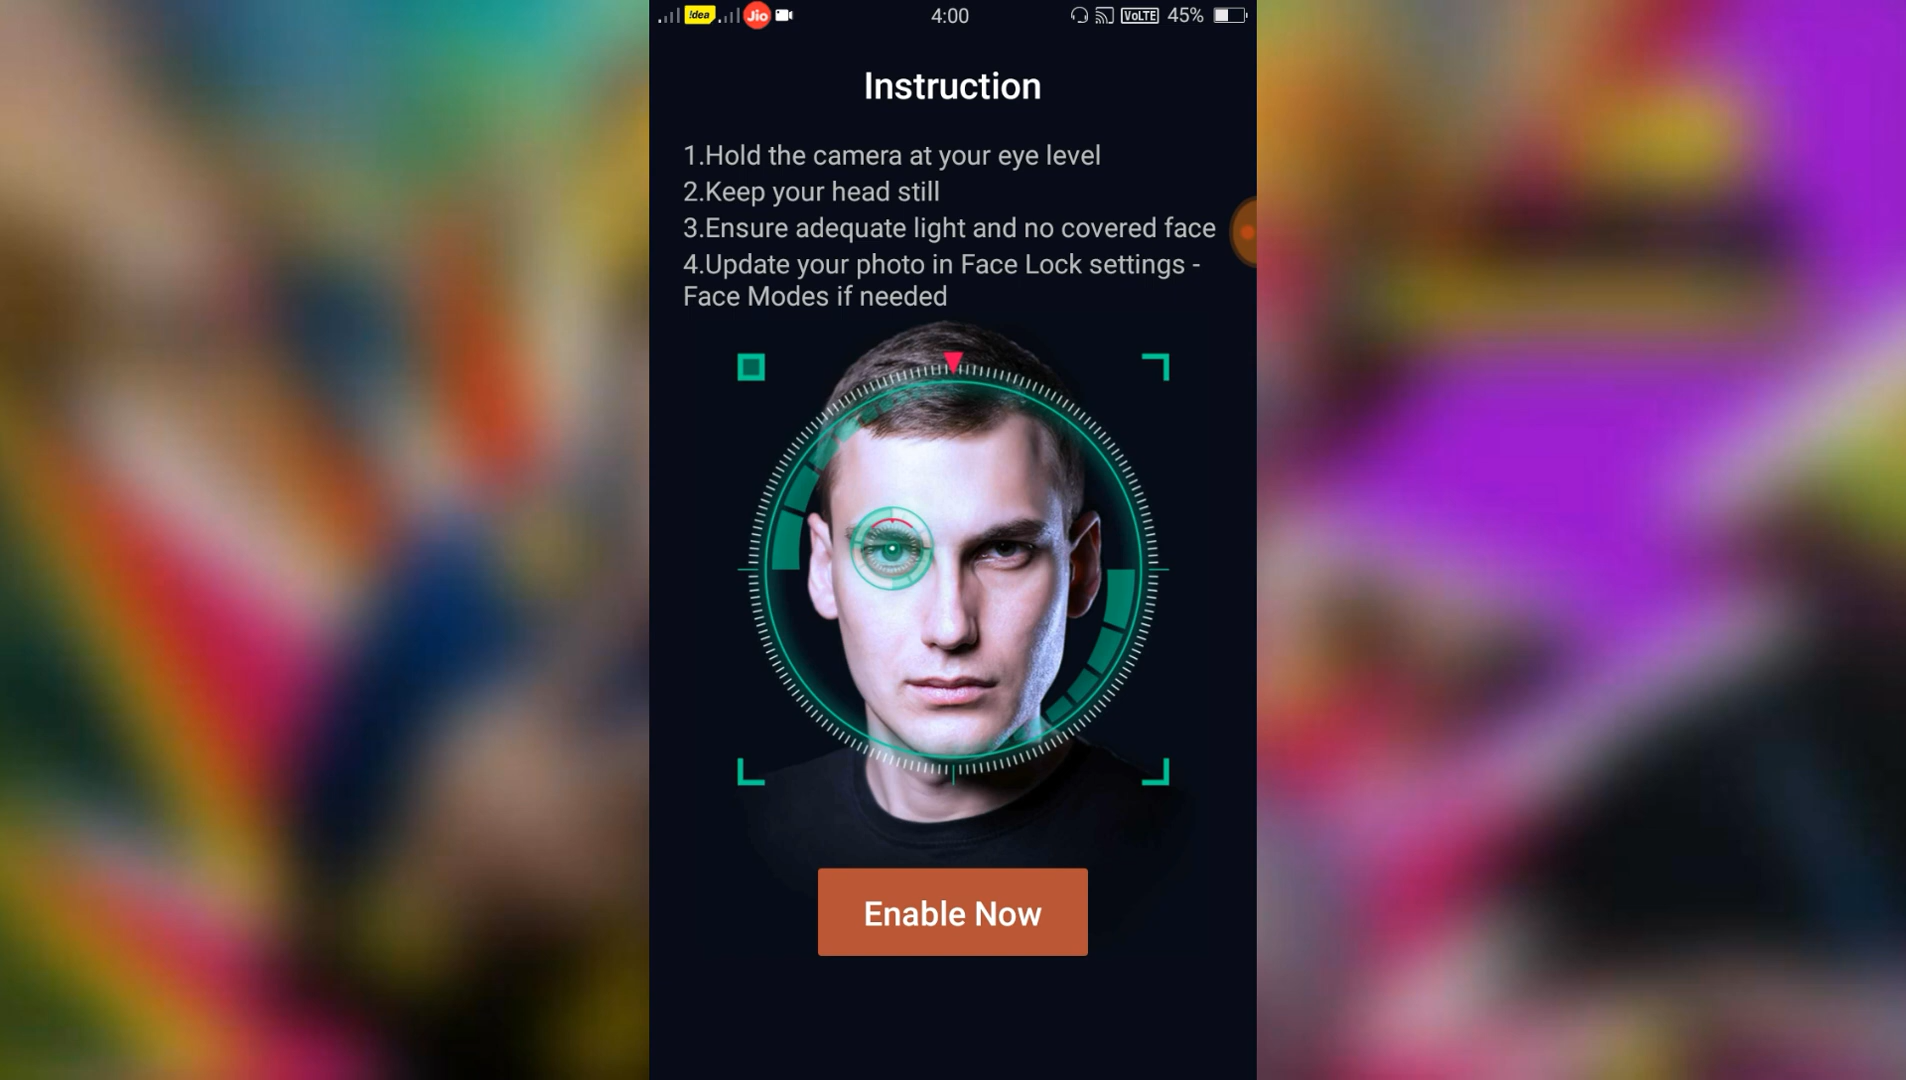 !dea Jio 4:00 VoLTE 45%
Instruction
1.Hold the camera at your eye level
2.Keep your head still
3.Ensure adequate light and no covered face
4.Update your photo in Face Lock settings -
Face Modes if needed
Enable Now